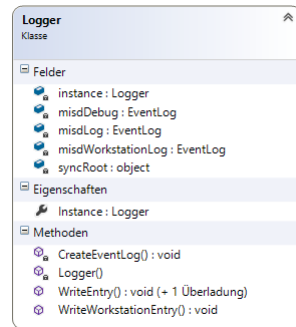 Logger
Klasse
Felder
instance : Logger
misdDebug : EventLog
misdLog : EventLog
misdWorkstationLog : EventLog
syncRoot : object
Eigenschaften
Instance : Logger
Methoden
CreateEventLog() : void
Logger()
WriteEntry() : void (+ 1 Überladung)
WriteWorkstationEntry() : void